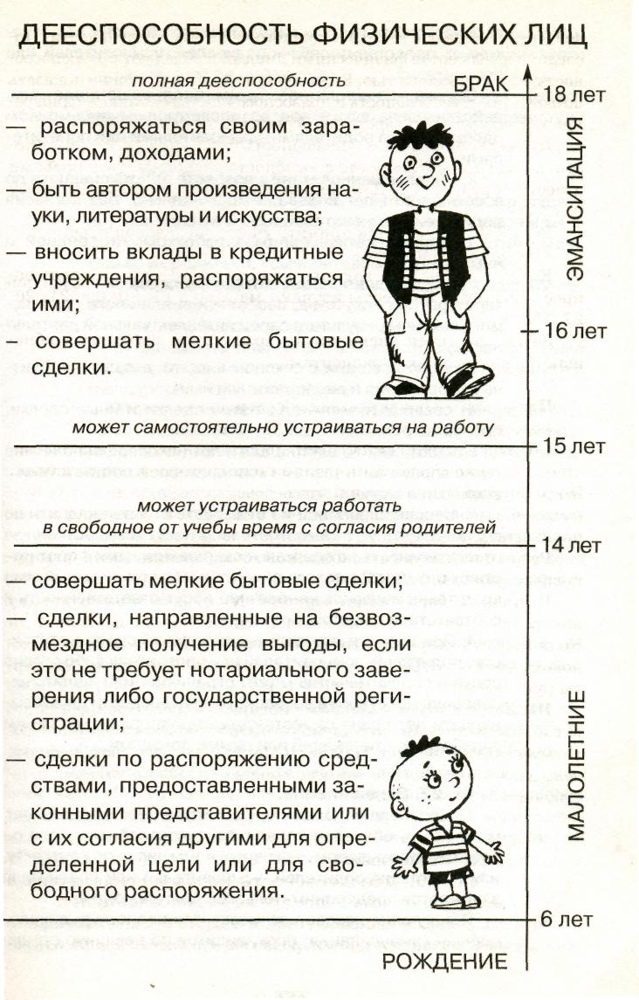 ДЕЕСПОСОБНОСТЬ ФИЗИЧЕСКИХ ЛИЦ
полная дееспособность
БРАК
18 лет
— распоряжаться своим зара-
ботком, доходами;
— быть автором произведения на-
уки, литературы и искусства;
— вносить вклады в кредитные
учреждения, распоряжаться
ими;
– совершать мелкие бытовые
сделки.
ЭМАНСИПАЦИЯ
16 лет
может самостоятельно устраиваться на работу
15 лет
может устраиваться работать
в свободное от учебы время с согласия родителей
14 лет
— совершать мелкие бытовые сделки;
— сделки, направленные на безвоз-
мездное получение выгоды, если
это не требует нотариального заве-
рения либо государственной реги-
страции;
— сделки по распоряжению сред-
ствами, предоставленными за-
конными представителями или
с их согласия другими для опре-
деленной цели или для сво-
бодного распоряжения.
МАЛОЛЕТНИЕ
6 лет
РОЖДЕНИЕ